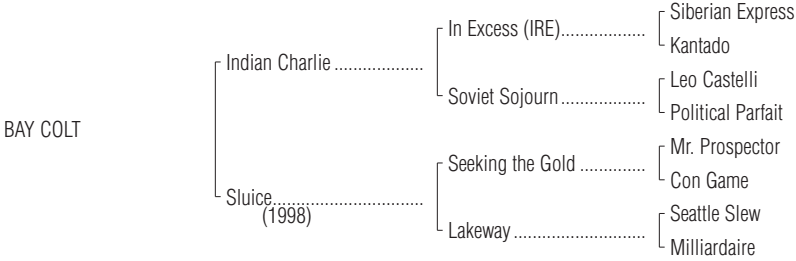 Siberian Express
In Excess (IRE)...................
Kantado
Indian Charlie ...................
Leo Castelli
Soviet Sojourn...................
Political Parfait
BAY COLT
Mr. Prospector
Seeking the Gold ..............
Con Game
Sluice................................
(1998)
Seattle Slew
Lakeway ............................
Milliardaire